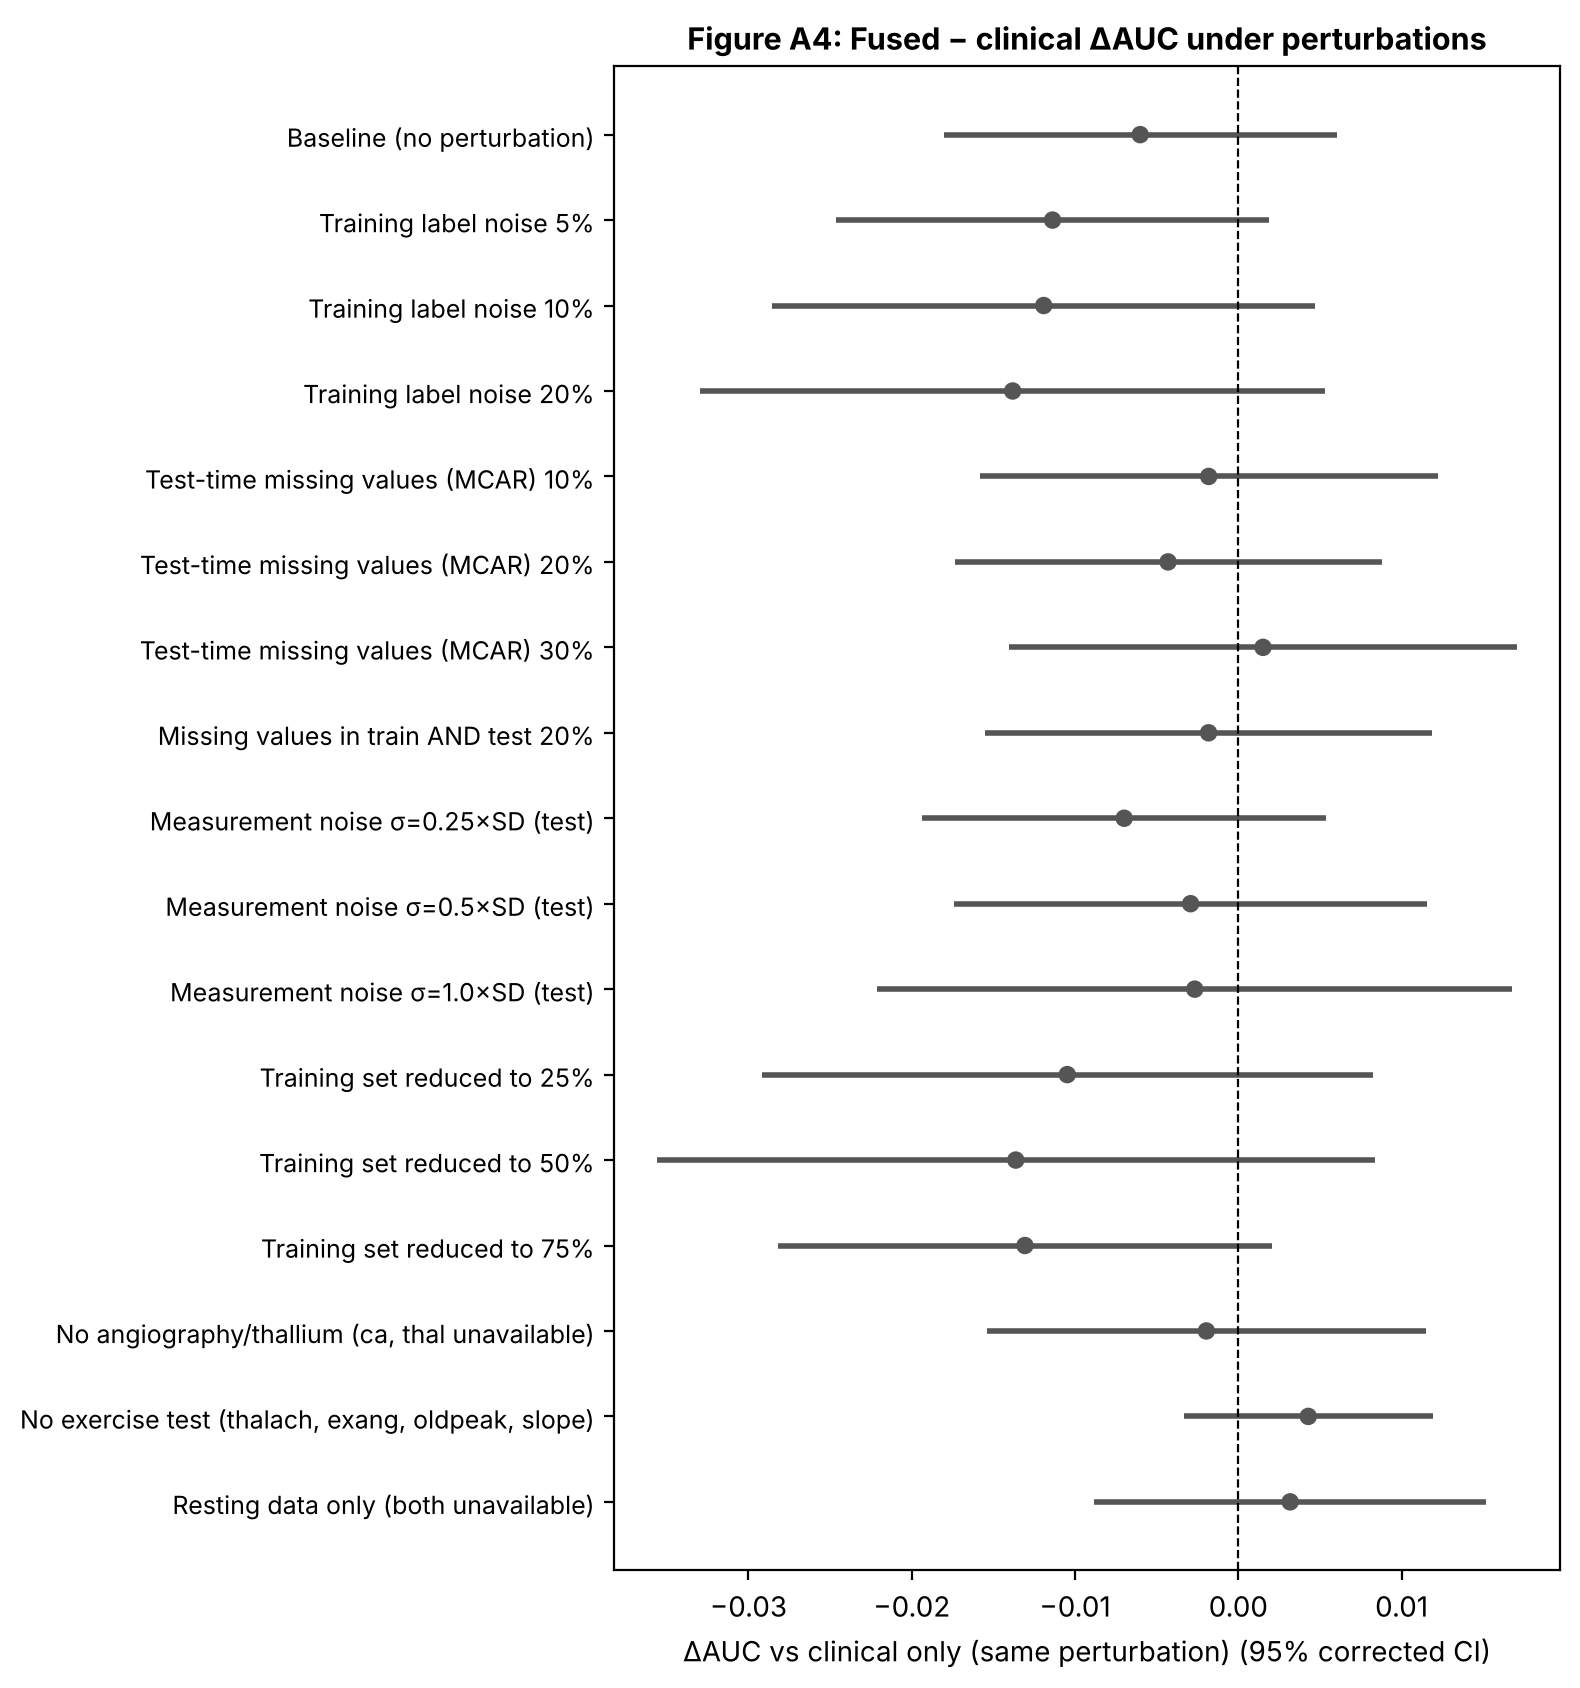 Figure A4: Fused − clinical ΔAUC under perturbations
Baseline (no perturbation)
Training label noise 5%
Training label noise 10%
Training label noise 20%
Test-time missing values (MCAR) 10%
Test-time missing values (MCAR) 20%
Test-time missing values (MCAR) 30%
Missing values in train AND test 20%
Measurement noise σ=0.25×SD (test)
Measurement noise σ=0.5×SD (test)
Measurement noise σ=1.0×SD (test)
Training set reduced to 25%
Training set reduced to 50%
Training set reduced to 75%
No angiography/thallium (ca, thal unavailable)
No exercise test (thalach, exang, oldpeak, slope)
Resting data only (both unavailable)
−0.03 −0.02 −0.01 0.00 0.01
ΔAUC vs clinical only (same perturbation) (95% corrected CI)